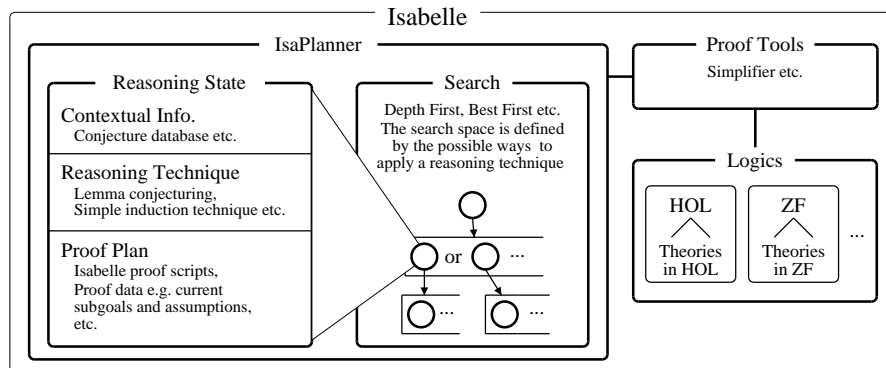 Isabelle
IsaPlanner
Reasoning State
Contextual Info.
Conjecture database etc.
Reasoning Technique
Lemma conjecturing,
Simple induction technique etc.
Proof Plan
Isabelle proof scripts,
Proof data e.g. current
subgoals and assumptions,
etc.
Search
Depth First, Best First etc.
The search space is defined
by the possible ways to
apply a reasoning technique
or ...
... ...
Proof Tools
Simplifier etc.
Logics
HOL
Theories
in HOL
ZF
Theories
in ZF
...